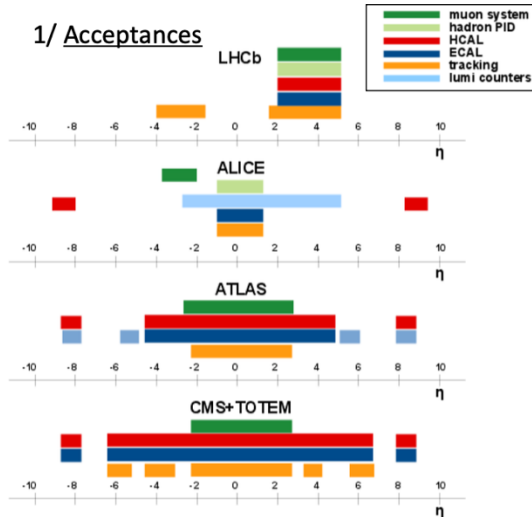 1/ Acceptances
muon system
hadron PID
HCAL
ECAL
tracking
lumi counters
LHCb
-10 -8 -6 -4 -2 0 2 4 6 8 10
η
ALICE
-10 -8 -6 -4 -2 0 2 4 6 8 10
η
ATLAS
-10 -8 -6 -4 -2 0 2 4 6 8 10
η
CMS+TOTEM
-10 -8 -6 -4 -2 0 2 4 6 8 10
η